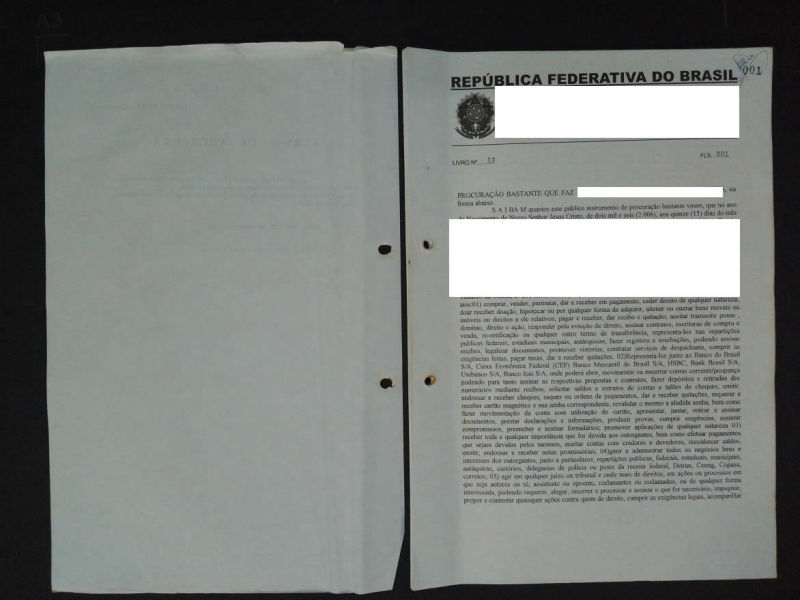 001
REPÚBLICA FEDERATIVA DO BRASIL
LIVRO Nº 12
FLS. 001
PROCURAÇÃO BASTANTE QUE FAZ , na
forma abaixo.
S A I BA M quantos este público instrumento de procuração bastante virem, que no ano
de Nascimento de Nosso Senhor Jesus Cristo, de dois mil e seis (2.006), aos quinze (15) dias do mês
atos:01) comprar, vender, permutar, dar e receber em pagamento, ceder direito de qualquer natureza,
doar receber doação, hipotecar ou por qualquer forma de adquirir, alienar ou onerar bens moveis ou
imóveis ou direitos a ele relativos, pagar e receber, dar recibo e quitação, aceitar transmitir posse ,
domínio, direito e ação, responder pela evicção de direito, assinar contratos, escrituras de compra e
venda, re-retificação ou qualquer outro termo de transferência, representa-los nas repartições
públicas federais, estaduais municipais, autárquicas, fazer registros e averbações, podendo assinar
recibos, legalizar documentos, promover vistorias, contratar serviços de despachante, cumprir as
exigências feitas, pagar taxas, dar e receber quitações. 02)Representa-los junto ao Banco do Brasil
S/A, Caixa Econômica Federal (CEF) Banco Mercantil do Brasil S/A, HNBC, Bank Brasil S/A,
Unibanco S/A, Banco Itaú S/A, onde poderá abrir, movimentar ou encerrar contas corrente/poupança
podendo para tanto assinar as respectivas propostas e contratos, fazer depósitos e retiradas dre
numerários mediante recibos, solicitar saldos e extratos de contas e talões de cheques, emitir,
endossar e receber cheques, saques ou ordens de pagamentos, dar e receber quitações, requerer e
receber cartão magnético e sua senha correspondente, revalidar o mesmo a aludida senha, bem como
fazer movimentação da conta com utilização do cartão, apresentar, juntar, retirar e assinar
documentos, prestar declarações e informações, produzir provas, cumprir exigências, assumir
compromissos, preencher e assinar formulários; promover aplicações de qualquer natureza 03)
receber toda e qualquer importância que for devida aos outorgantes, bem como efetuar pagamentos
que sejam devidos pelos mesmos, acertar contas com credores e devedores, reconhecer saldos,
emitir, endossar e receber notas promissórias; 04)gerir e administrar todos os negócios bens e
interesses dos outorgantes, junto a particulares; repartições publicas, federais, estaduais, municipais,
autárquicas, cartórios, delegacias de polícia ou posto da receita federal, Detran, Cemig, Copasa,
correios; 05) agir em qualquer juízo ou tribunal e onde mais de direitos, em ações ou processos em
que seja autores ou ré, assistente ou opoente, reclamantes ou reclamados, ou de qualquer forma
interessada, podendo requerer, alegar, recorrer e processar e assinar o que for necessário, impugnar,
propor e contestar quaisquer ações contra quem de direito, cumprir as exigências legais, acompanHar